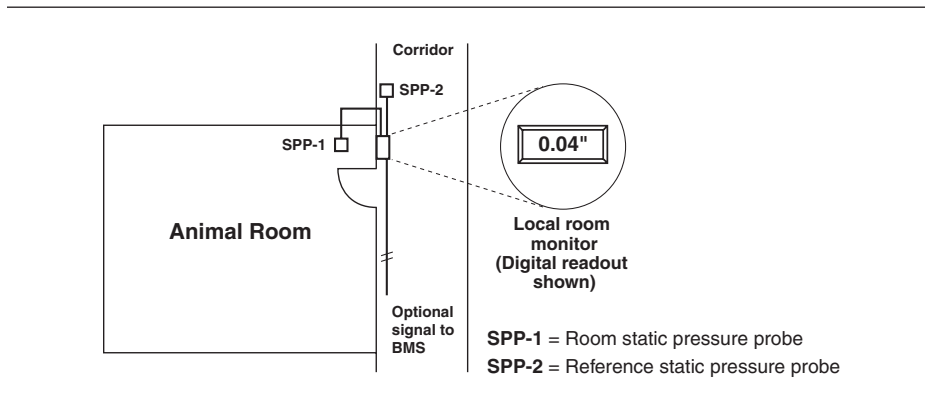 Corridor
SPP-2
SPP-1
0.04"
Animal Room
Local room
monitor
(Digital readout
shown)
Optional
signal to
BMS
SPP-1 = Room static pressure probe
SPP-2 = Reference static pressure probe